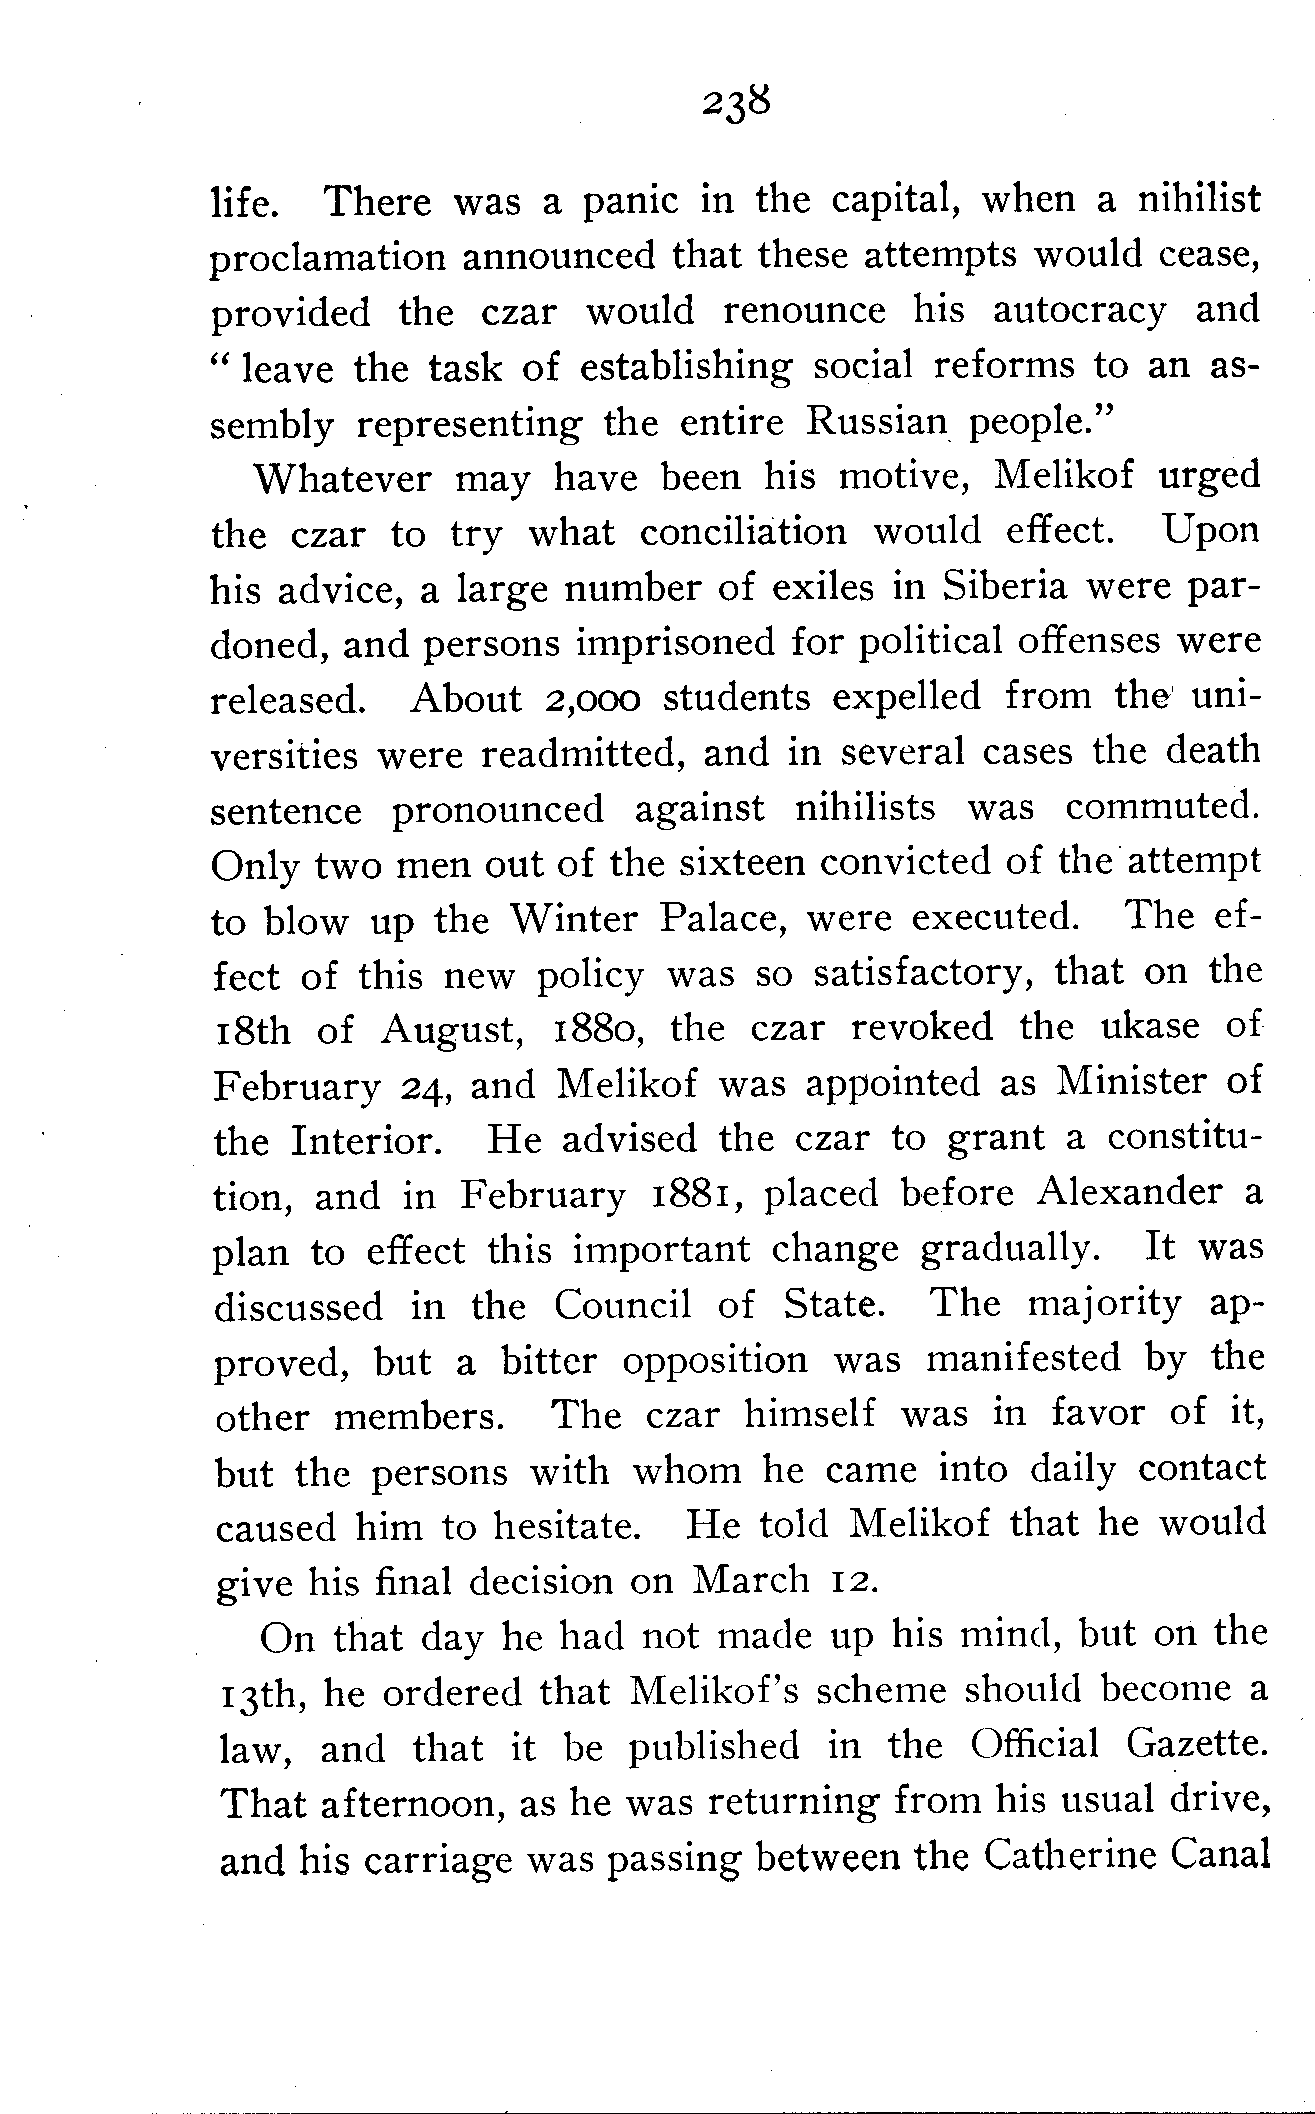 238
life. There was a panic in the capital, when a nihilist
proclamation announced that these attempts would cease,
provided the czar would renounce his autocracy and
“ leave the task of establishing social reforms to an as-
sembly representing the entire Russian people.”
Whatever may have been his motive, Melikof urged
the czar to try what conciliation would effect. Upon
his advice, a large number of exiles in Siberia were par-
doned, and persons imprisoned for political offenses were
released. About 2,000 students expelled from the uni-
versities were readmitted, and in several cases the death
sentence pronounced against nihilists was commuted.
Only two men out of the sixteen convicted of the attempt
to blow up the Winter Palace, were executed. The ef-
fect of this new policy was so satisfactory, that on the
18th of August, 1880, the czar revoked the ukase of
February 24, and Melikof was appointed as Minister of
the Interior. He advised the czar to grant a constitu-
tion, and in February 1881, placed before Alexander a
plan to effect this important change gradually. It was
discussed in the Council of State. The majority ap-
proved, but a bitter opposition was manifested by the
other members. The czar himself was in favor of it,
but the persons with whom he came into daily contact
caused him to hesitate. He told Melikof that he would
give his final decision on March 12.
On that day he had not made up his mind, but on the
13th, he ordered that Melikof’s scheme should become a
law, and that it be published in the Official Gazette.
That afternoon, as he was returning from his usual drive,
and his carriage was passing between the Catherine Canal